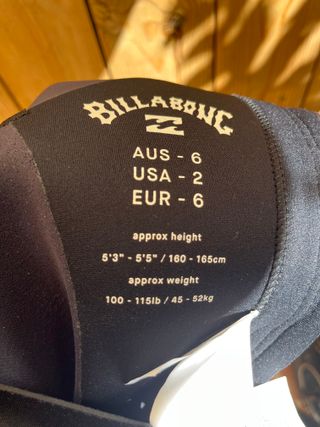 BILLABONG
AUS - 6
USA - 2
EUR - 6
approx height
5'3" - 5'5" / 160 - 165cm
approx weight
100 - 115lb / 45 - 52kg